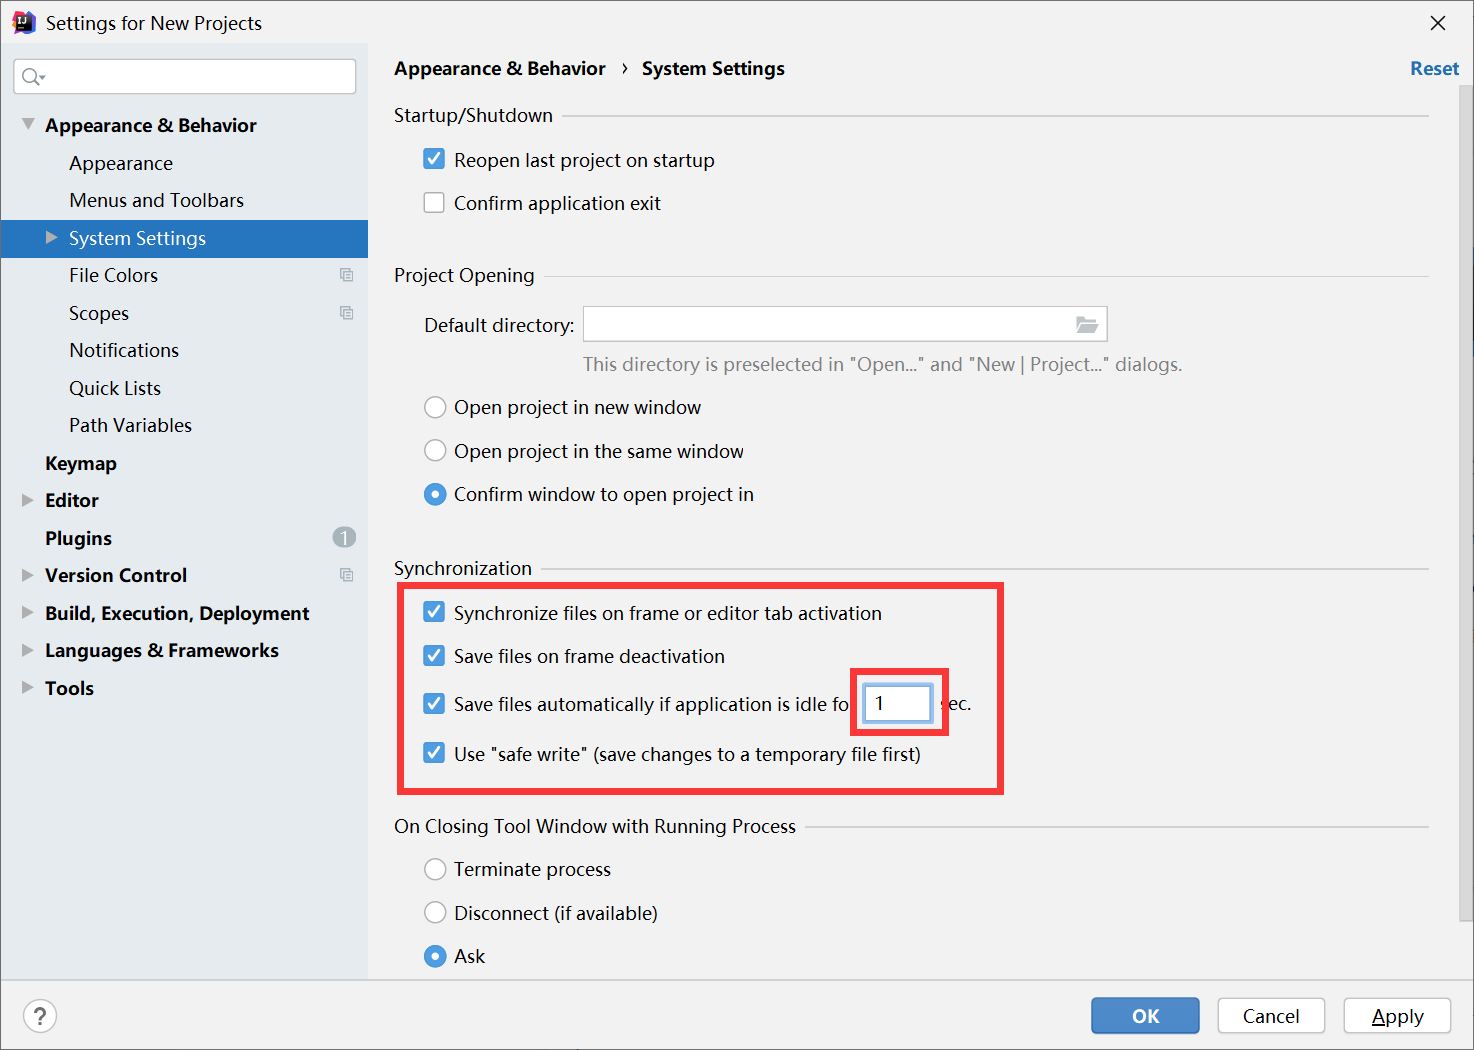 Settings for New Projects
Appearance & Behavior
Appearance
Menus and Toolbars
System Settings
File Colors
Scopes
Notifications
Quick Lists
Path Variables
Keymap
Editor
Plugins 1
Version Control
Build, Execution, Deployment
Languages & Frameworks
Tools
Appearance & Behavior › System Settings
Reset
Startup/Shutdown
Reopen last project on startup
Confirm application exit
Project Opening
Default directory:
This directory is preselected in "Open..." and "New | Project..." dialogs.
Open project in new window
Open project in the same window
Confirm window to open project in
Synchronization
Synchronize files on frame or editor tab activation
Save files on frame deactivation
Save files automatically if application is idle fo 1 ec.
Use "safe write" (save changes to a temporary file first)
On Closing Tool Window with Running Process
Terminate process
Disconnect (if available)
Ask
?
OK
Cancel
Apply